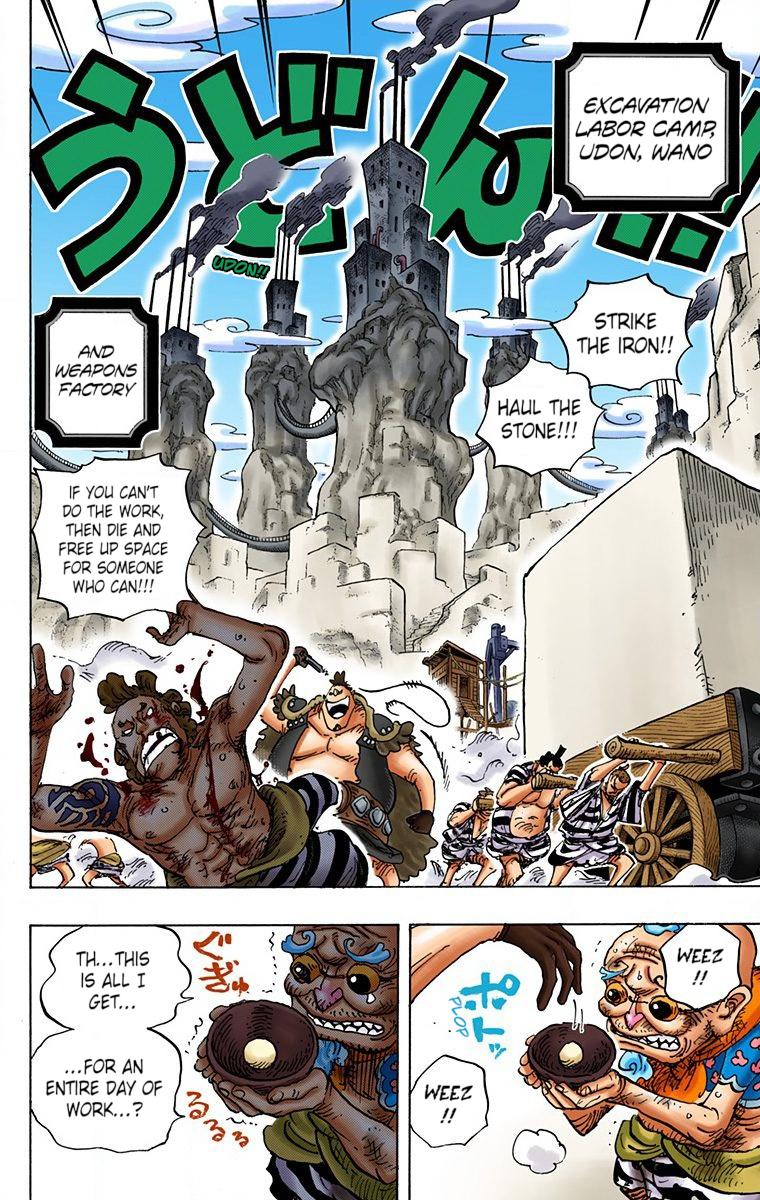 うどん!!
UDON!!
EXCAVATION
LABOR CAMP,
UDON, WANO
AND
WEAPONS
FACTORY
STRIKE
THE IRON!!
HAUL THE
STONE!!!
IF YOU CAN'T
DO THE WORK,
THEN DIE AND
FREE UP SPACE
FOR SOMEONE
WHO CAN!!!
WEEZ
!!
ポイッ
PLOP
WEEZ
!!
TH...THIS
IS ALL I
GET...
...FOR AN
ENTIRE DAY OF
WORK...?
ぐぎゅ
るるる